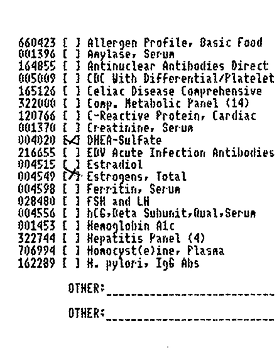 660423 [ ] Allergen Profile, Basic Food
001396 [ ] Amylase, Serum
164855 [ ] Antinuclear Antibodies Direct
005009 [ ] CBC With Differential/Platelet
165126 [ ] Celiac Disease Comprehensive
322000 [ ] Comp. Metabolic Panel (14)
120766 [ ] C-Reactive Protein, Cardiac
001370 [ ] Creatinine, Serum
004020 [X] DHEA-Sulfate
216655 [ ] EBV Acute Infection Antibodies
004515 [ ] Estradiol
004549 [X] Estrogens, Total
004598 [ ] Ferritin, Serum
028480 [ ] FSH and LH
004556 [ ] hCG,Beta Subunit,Qual,Serum
001453 [ ] Hemoglobin A1c
322744 [ ] Hepatitis Panel (4)
706994 [ ] Homocyst(e)ine, Plasma
162289 [ ] H. pylori, IgG Abs
OTHER:
OTHER: